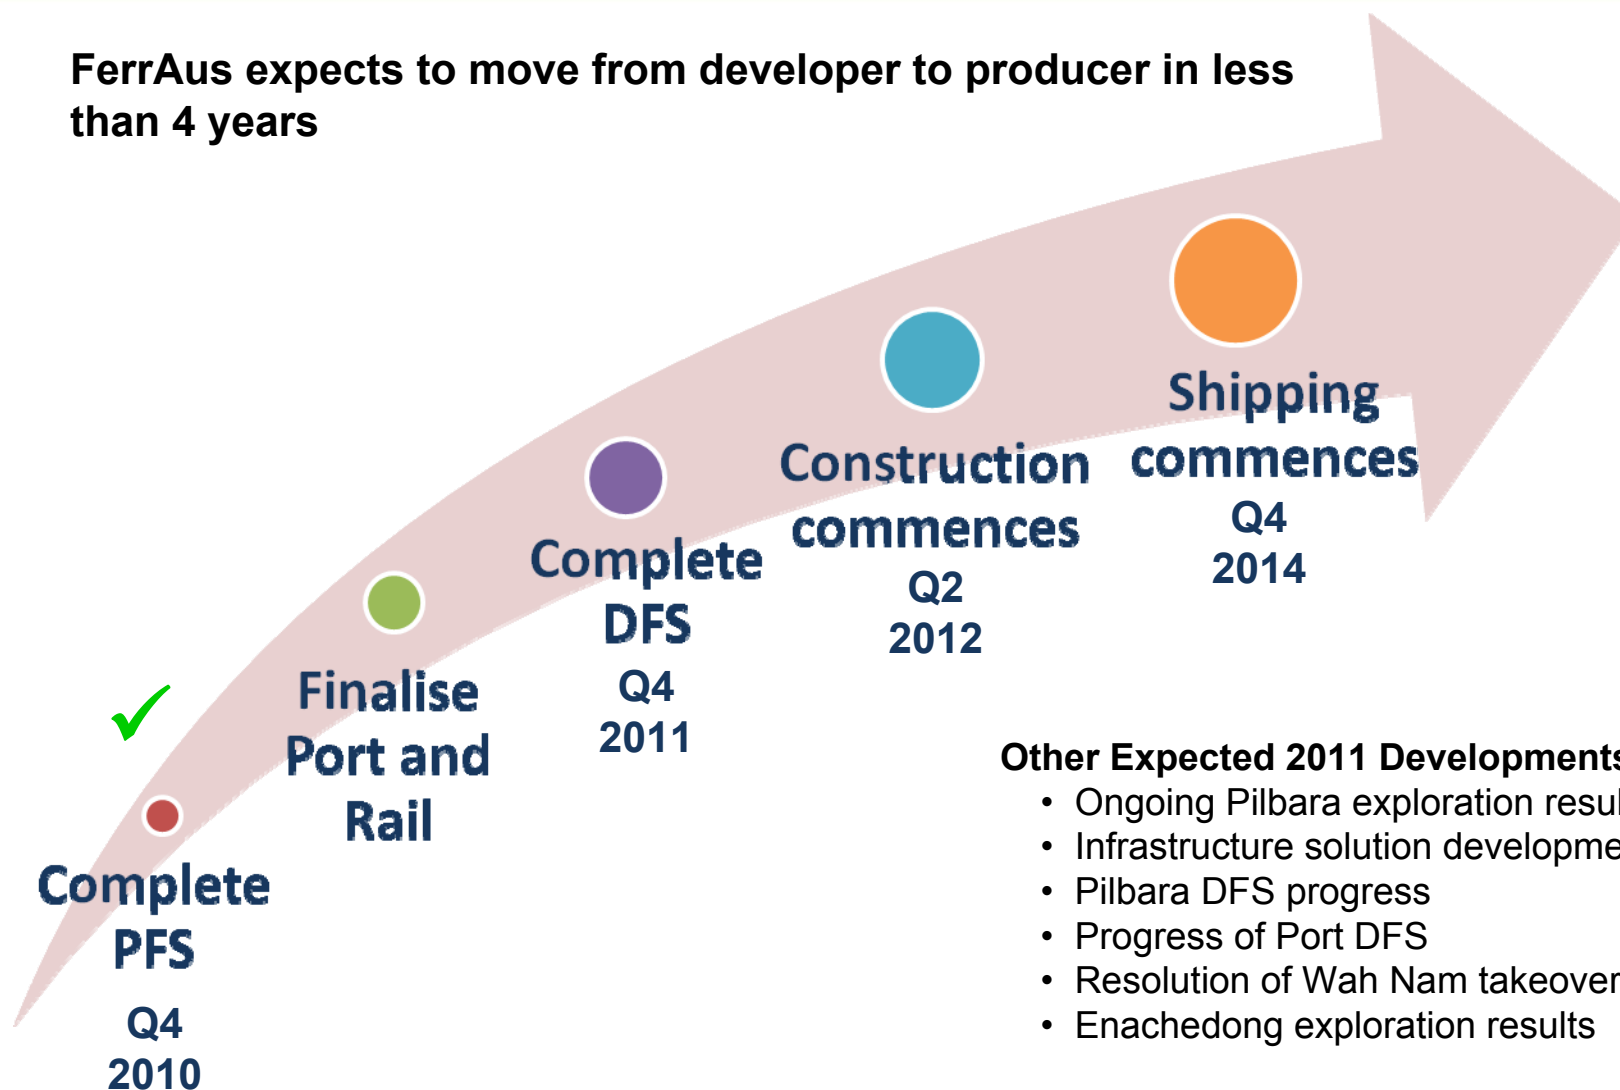 FerrAus expects to move from developer to producer in less
than 4 years
Complete
PFS
Q4
2010
Finalise
Port and
Rail
Complete
DFS
Q4
2011
Construction
commences
Q2
2012
Shipping
commences
Q4
2014
Other Expected 2011 Developments
• Ongoing Pilbara exploration resul
• Infrastructure solution developme
• Pilbara DFS progress
• Progress of Port DFS
• Resolution of Wah Nam takeover
• Enachedong exploration results